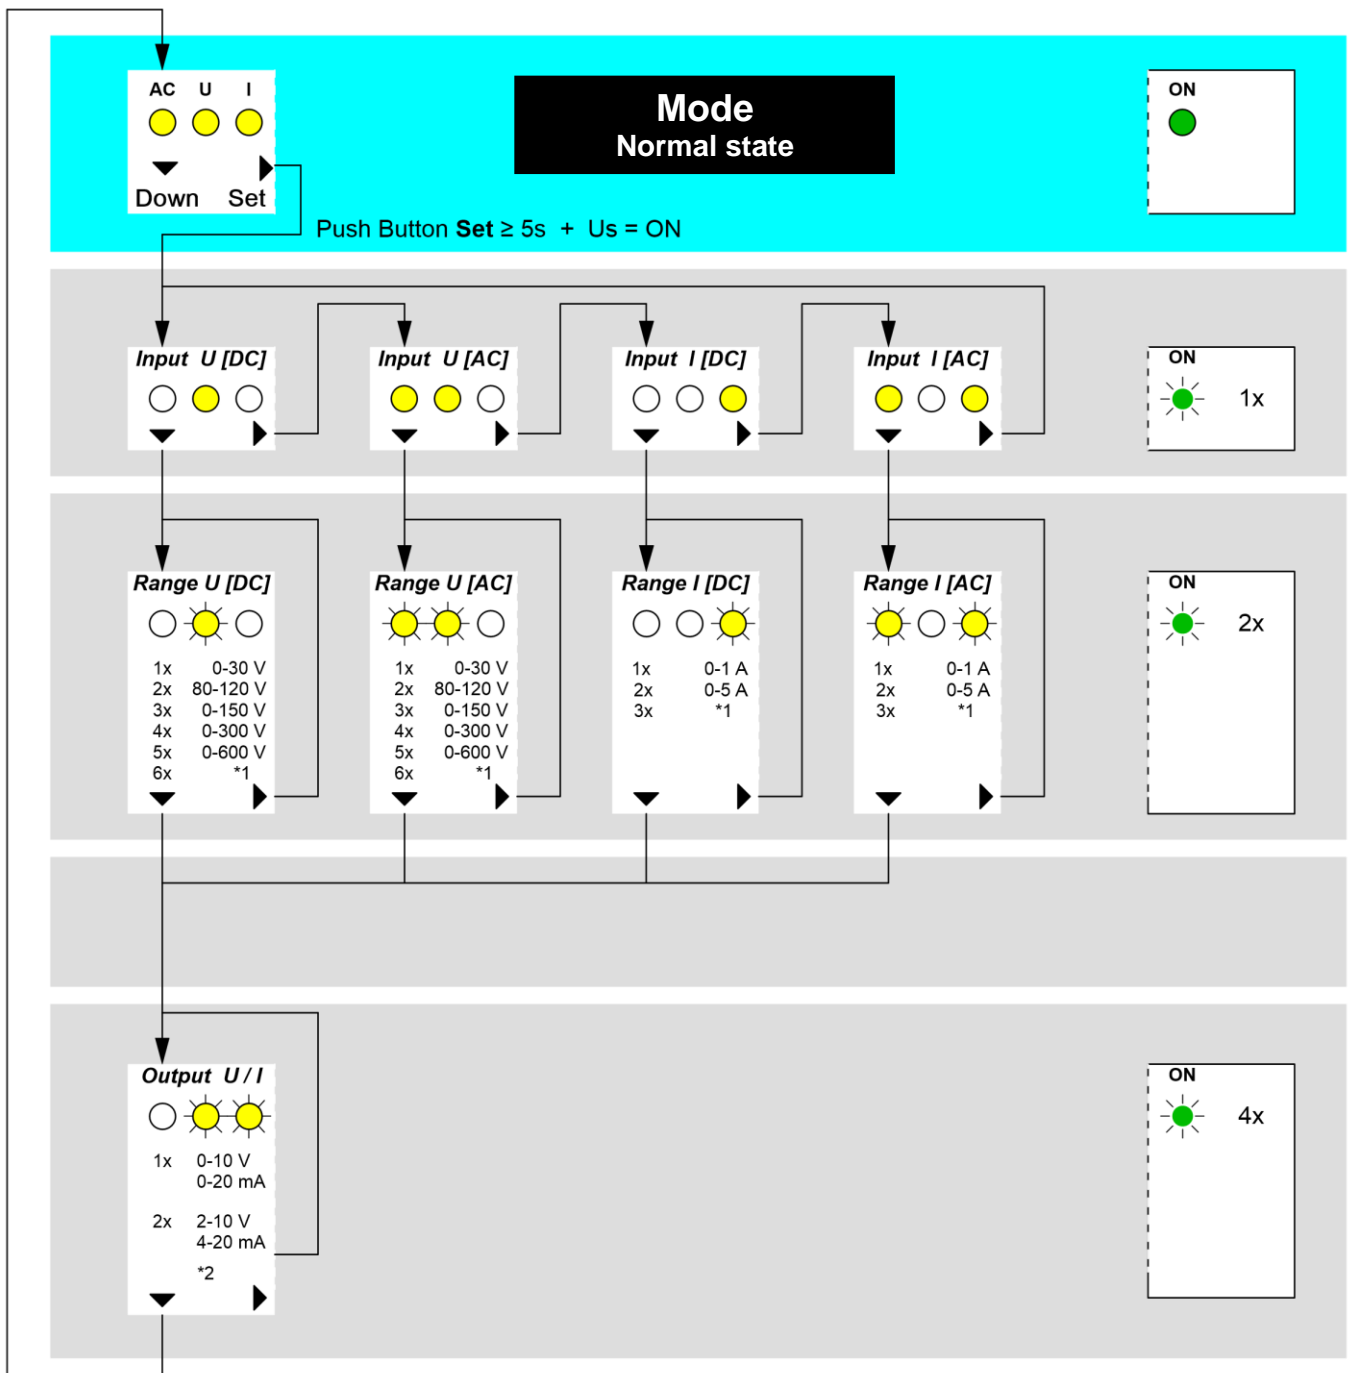 AC U I
Mode
ON
Normal state
Down Set
Push Button Set ≥ 5s + Us = ON
Input U [DC]
Input U [AC]
Input I [DC]
Input I [AC]
ON
1x
Range U [DC]
1x 0-30 V
2x 80-120 V
3x 0-150 V
4x 0-300 V
5x 0-600 V
6x *1
Range U [AC]
1x 0-30 V
2x 80-120 V
3x 0-150 V
4x 0-300 V
5x 0-600 V
6x *1
Range I [DC]
1x 0-1 A
2x 0-5 A
3x *1
Range I [AC]
1x 0-1 A
2x 0-5 A
3x *1
ON
2x
Output U / I
1x 0-10 V
0-20 mA
2x 2-10 V
4-20 mA
*2
ON
4x